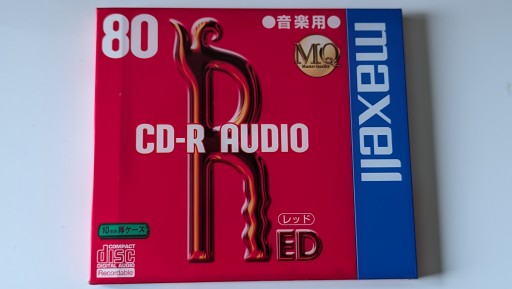 80
●音楽用●
MQ
Master Quality
maxell
CD-R AUDIO
R
レッド
ED
10mm厚ケース
COMPACT
disc
DIGITAL AUDIO
Recordable